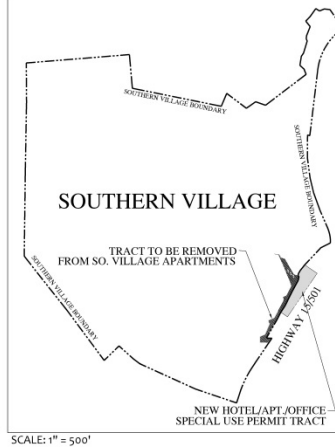 SOUTHERN VILLAGE BOUNDARY
SOUTHERN VILLAGE BOUNDARY
SOUTHERN VILLAGE
TRACT TO BE REMOVED
FROM SO. VILLAGE APARTMENTS
SOUTHERN VILLAGE BOUNDARY
HIGHWAY 15/501
NEW HOTEL/APT./OFFICE
SPECIAL USE PERMIT TRACT
SCALE: 1" = 500'